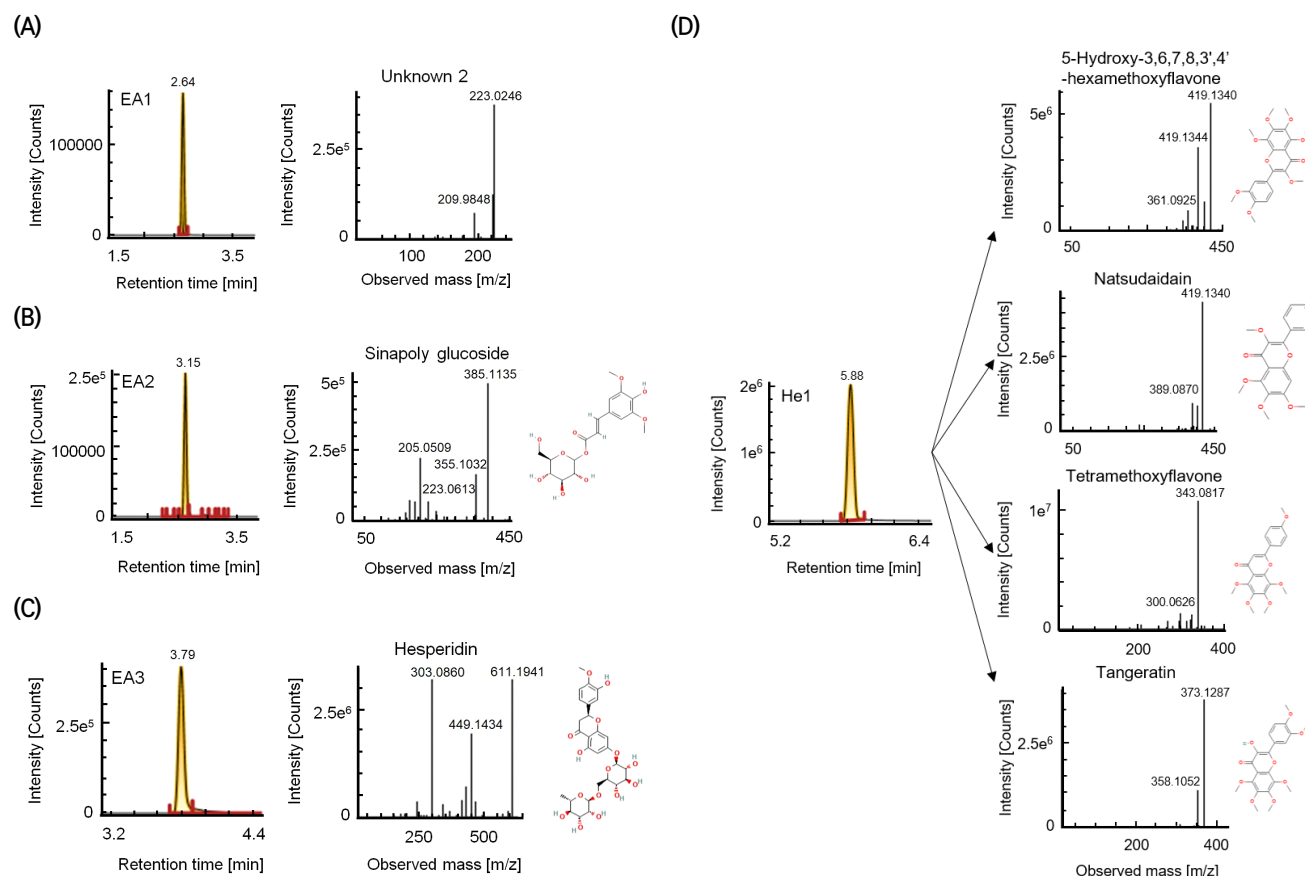 (A)
EA1
2.64
100000
0
1.5
3.5
Intensity [Counts]
Retention time [min]
Unknown 2
223.0246
209.9848
2.5e5
0
100
200
Intensity [Counts]
Observed mass [m/z]
(B)
EA2
3.15
2.5e5
100000
0
1.5
3.5
Intensity [Counts]
Retention time [min]
Sinapoly glucoside
385.1135
205.0509
355.1032
223.0613
5e5
2.5e5
0
50
450
Intensity [Counts]
Observed mass [m/z]
(C)
EA3
3.79
2.5e5
0
3.2
4.4
Intensity [Counts]
Retention time [min]
Hesperidin
303.0860
611.1941
449.1434
2.5e6
0
250
500
Intensity [Counts]
Observed mass [m/z]
(D)
He1
5.88
2e6
1e6
0
5.2
6.4
Intensity [Counts]
Retention time [min]
5-Hydroxy-3,6,7,8,3',4'
-hexamethoxyflavone
419.1340
419.1344
361.0925
5e6
0
50
450
Intensity [Counts]
Natsudaidain
419.1340
389.0870
2.5e6
0
50
450
Intensity [Counts]
Tetramethoxyflavone
343.0817
300.0626
1e7
0
200
400
Intensity [Counts]
Tangeratin
373.1287
358.1052
2.5e6
0
200
400
Intensity [Counts]
Observed mass [m/z]